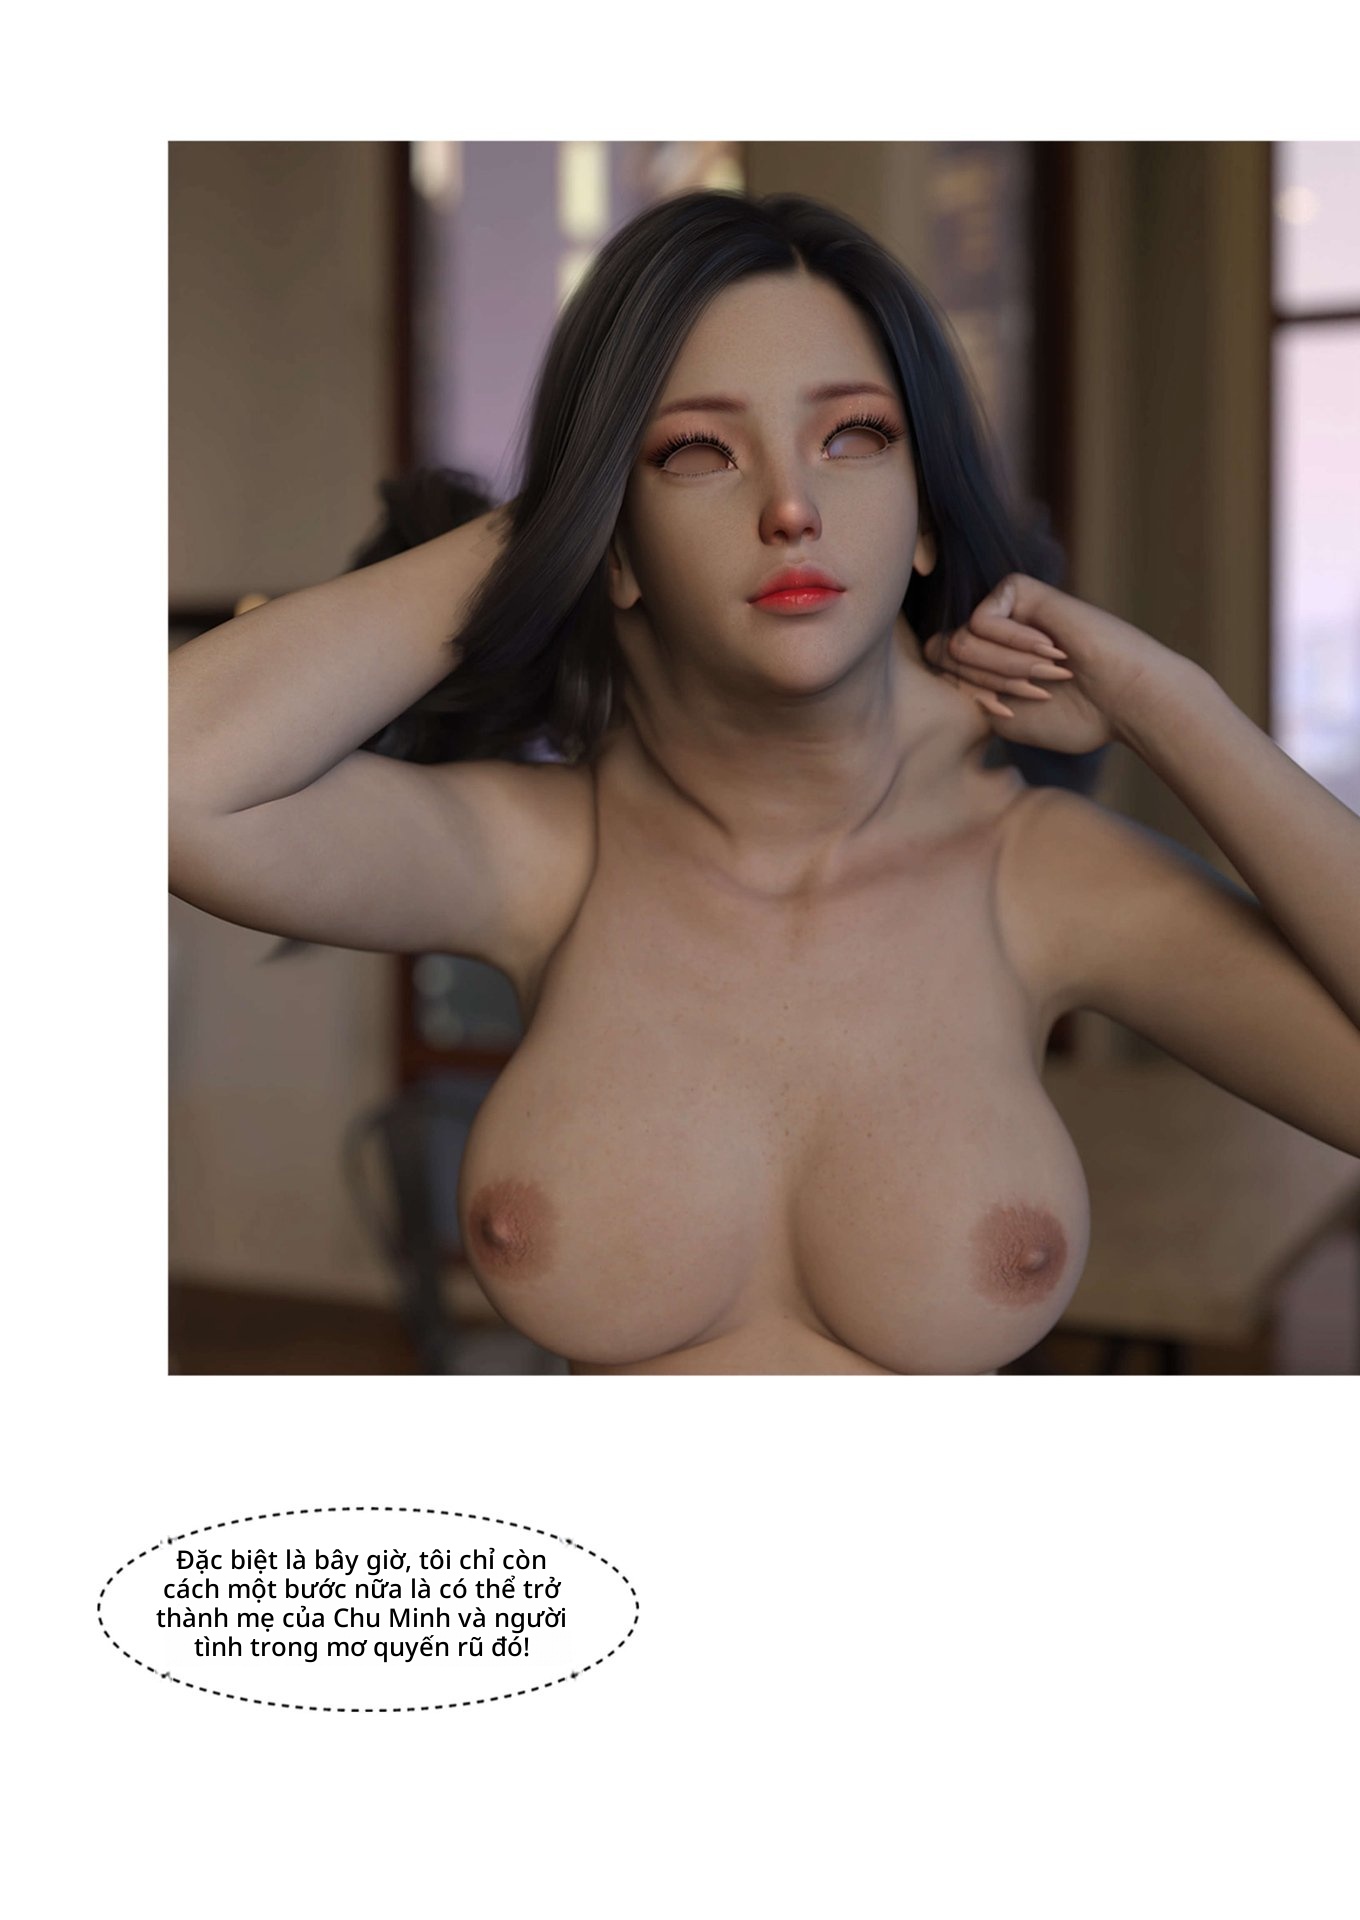 Đặc biệt là bây giờ, tôi chỉ còn
cách một bước nữa là có thể trở
thành mẹ của Chu Minh và người
tình trong mơ quyến rũ đó!